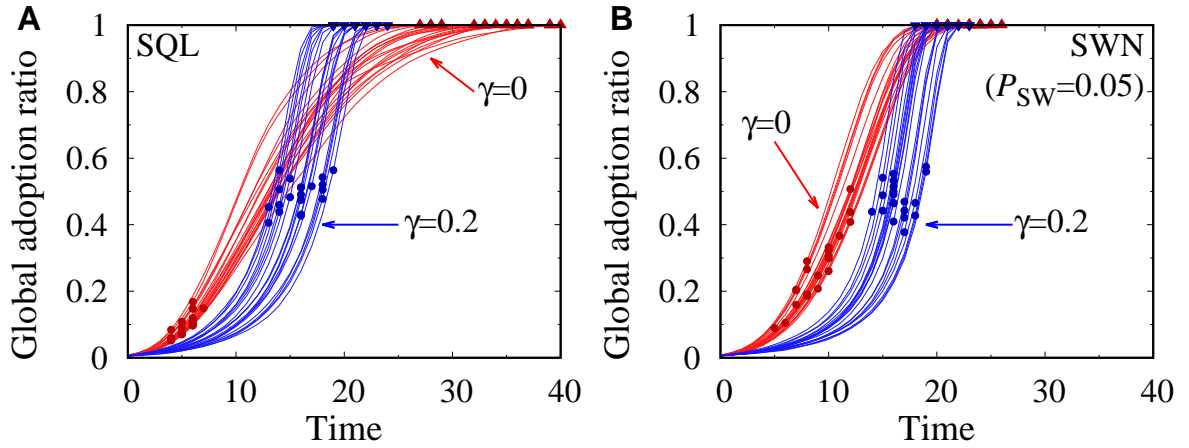 A
SQL
γ=0
γ=0.2
Global adoption ratio
1
0.8
0.6
0.4
0.2
0
0 10 20 30 40
Time
B
SWN
(P_SW=0.05)
γ=0
γ=0.2
Global adoption ratio
1
0.8
0.6
0.4
0.2
0
0 10 20 30 40
Time